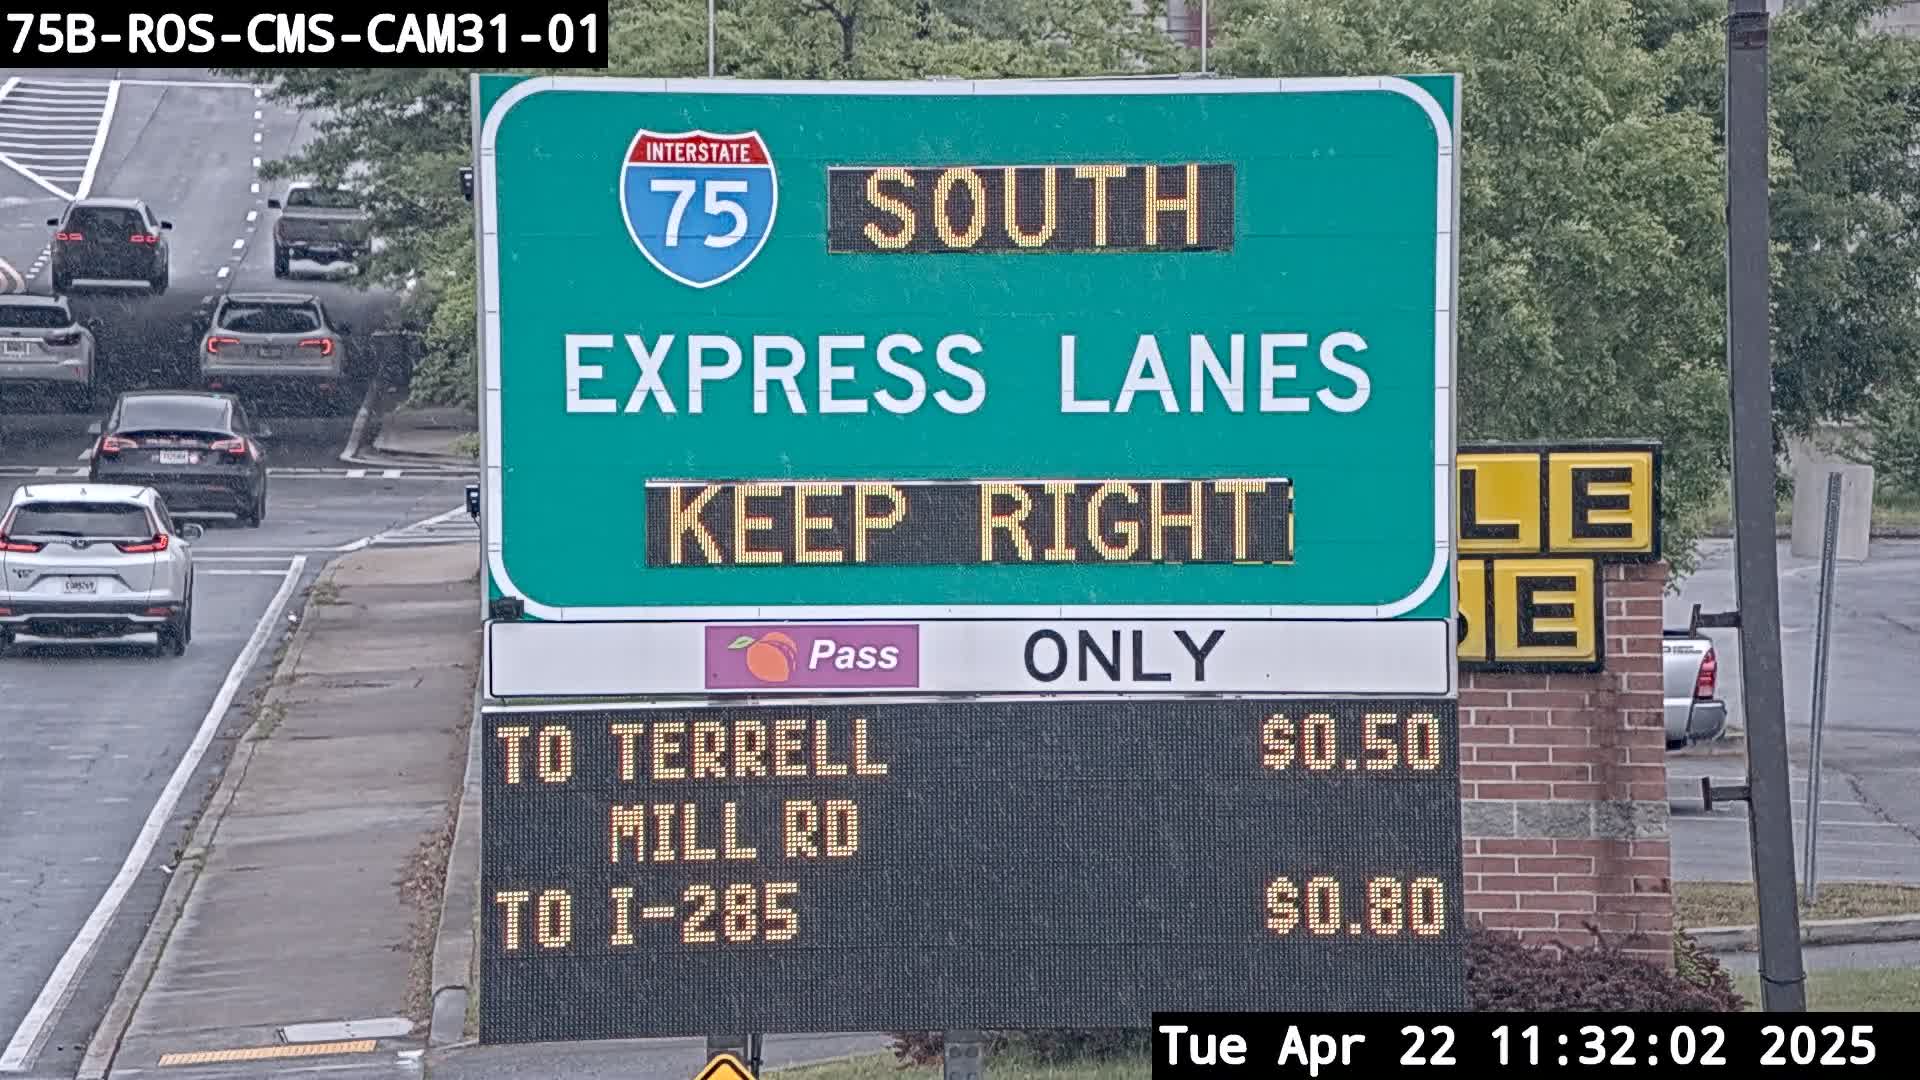 75B-ROS-CMS-CAM31-01
INTERSTATE
75
SOUTH
EXPRESS LANES
KEEP RIGHT
Pass ONLY
TO TERRELL $0.50
MILL RD
TO I-285 $0.80
LE
E
Tue Apr 22 11:32:02 2025